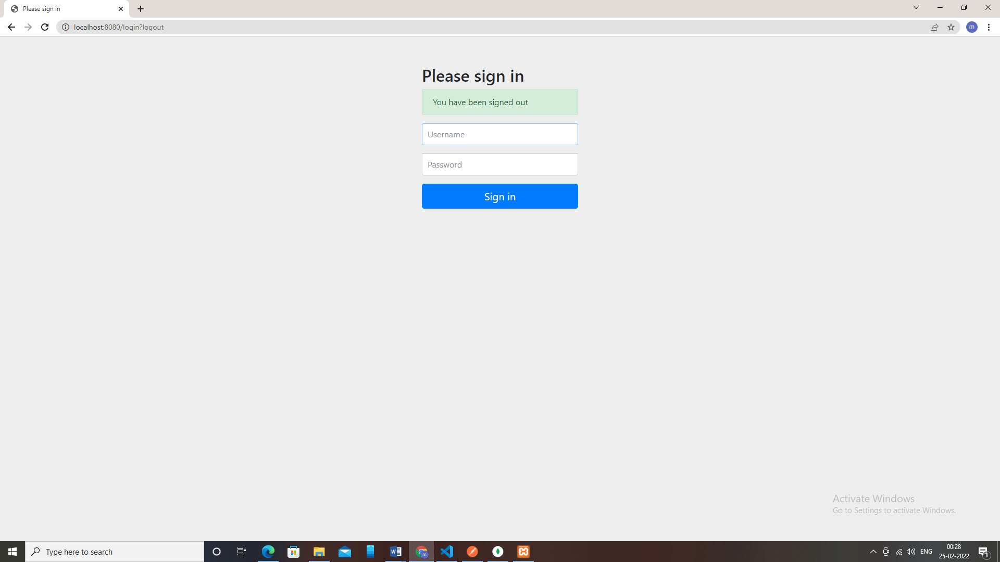 Please sign in
localhost:8080/login?logout
m
Please sign in
You have been signed out
Username
Password
Sign in
Activate Windows
Go to Settings to activate Windows.
Type here to search
W
m
ENG
00:28
25-02-2022
1